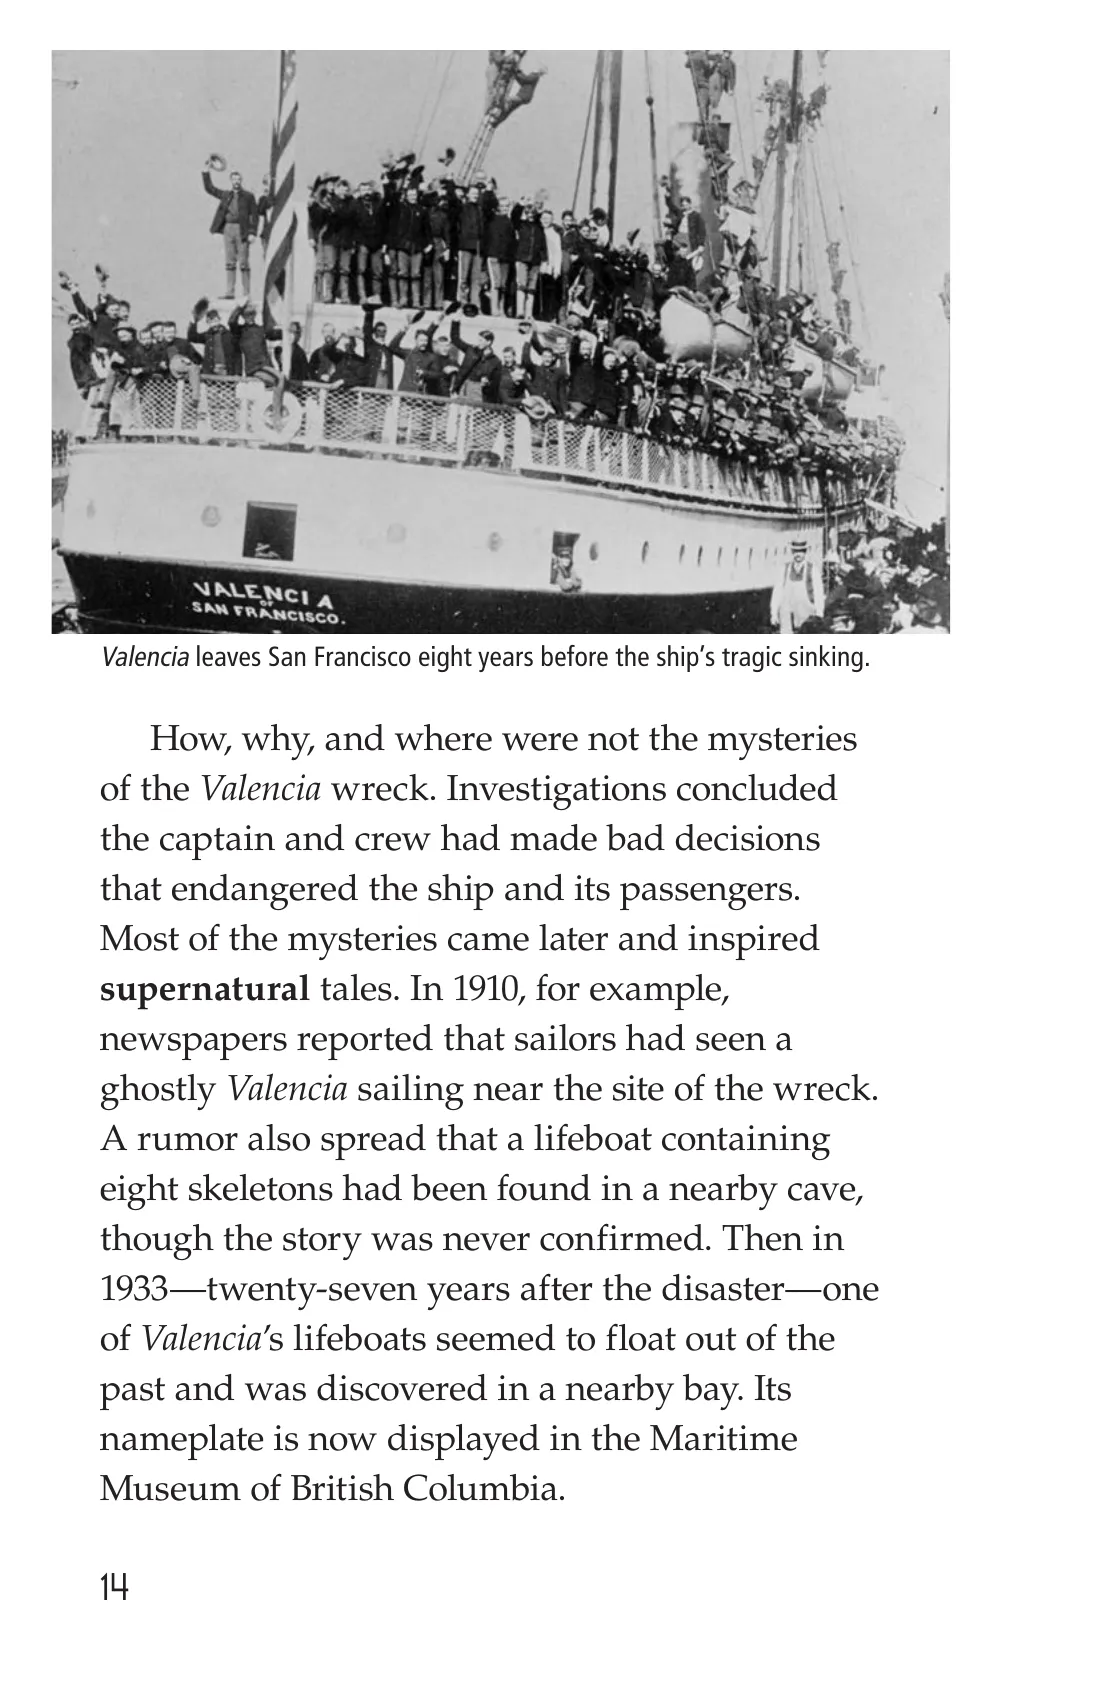 VALENCIA
OF
SAN FRANCISCO.
Valencia leaves San Francisco eight years before the ship's tragic sinking.
How, why, and where were not the mysteries
of the Valencia wreck. Investigations concluded
the captain and crew had made bad decisions
that endangered the ship and its passengers.
Most of the mysteries came later and inspired
supernatural tales. In 1910, for example,
newspapers reported that sailors had seen a
ghostly Valencia sailing near the site of the wreck.
A rumor also spread that a lifeboat containing
eight skeletons had been found in a nearby cave,
though the story was never confirmed. Then in
1933—twenty-seven years after the disaster—one
of Valencia's lifeboats seemed to float out of the
past and was discovered in a nearby bay. Its
nameplate is now displayed in the Maritime
Museum of British Columbia.
14